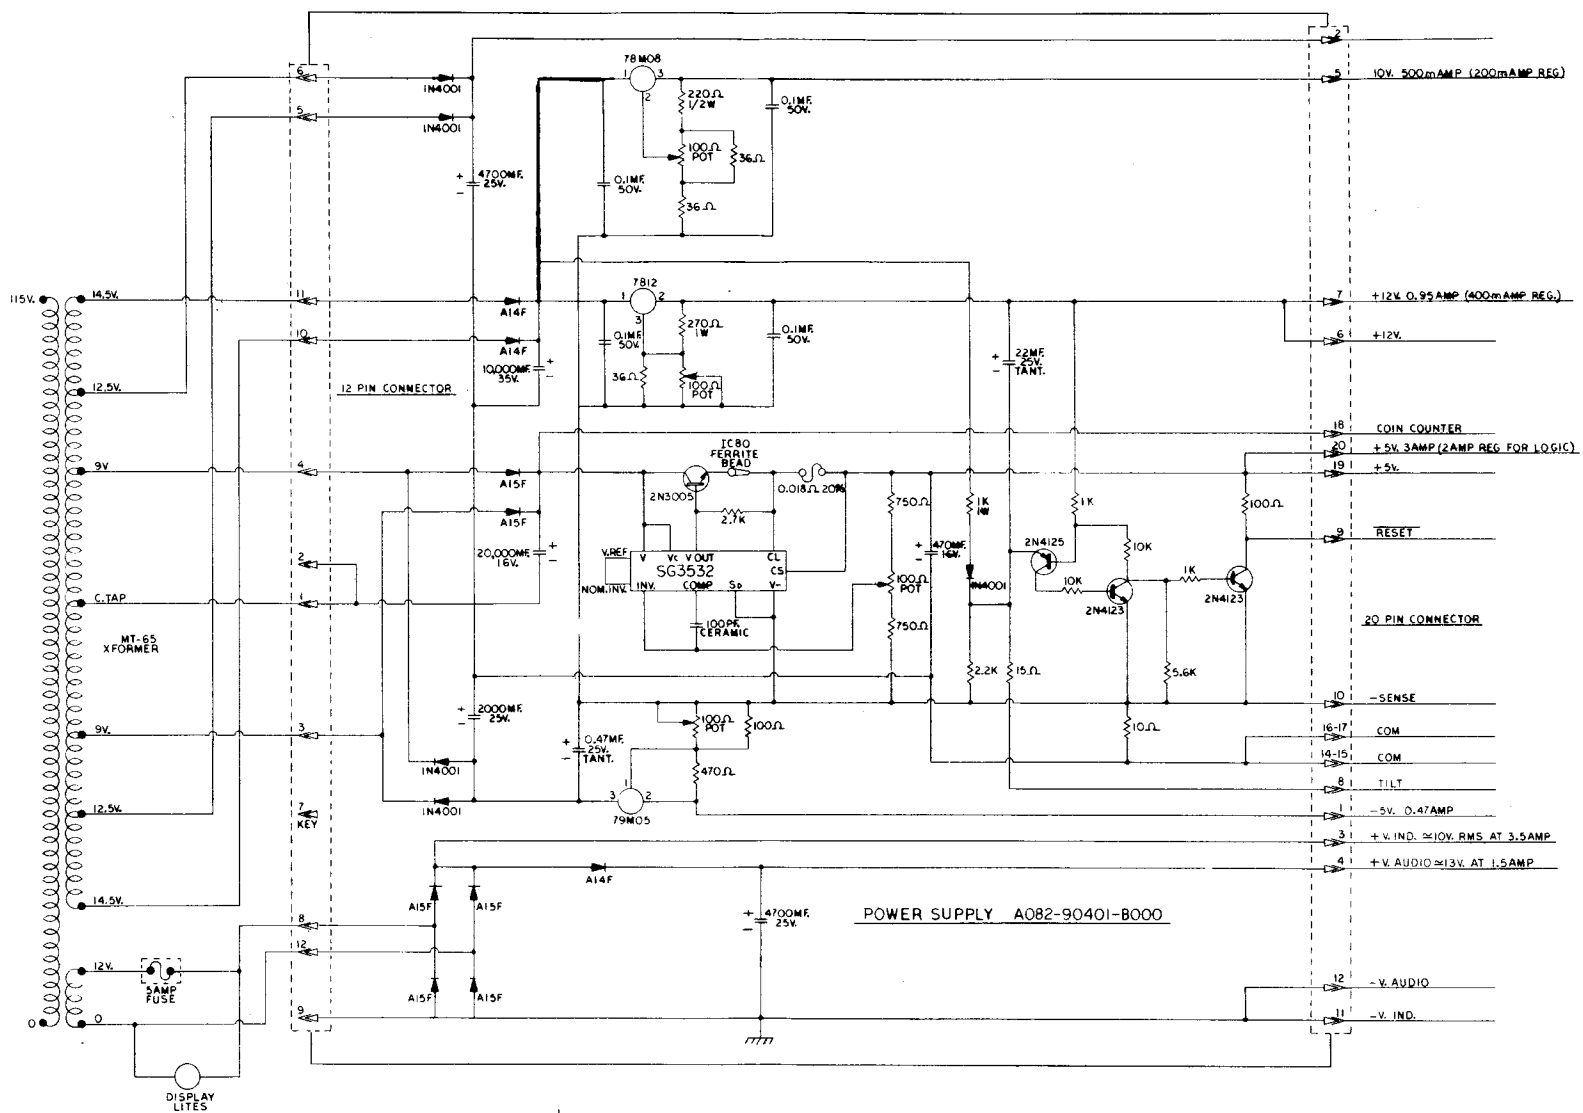 2
6
78M08
1
3
2
5
10V. 500mAMP (200mAMP REG)
1N4001
220Ω
1/2W
0.1MF.
50V.
5
1N4001
100Ω
POT
36Ω
+
-
4700MF.
25V.
0.1MF.
50V.
36Ω
7812
115V.
14.5V.
11
1
2
3
7
+12V. 0.95AMP (400mAMP REG.)
A14F
270Ω
1W
0.1MF.
50V.
0.1MF.
50V.
10
A14F
6
+12V.
+
-
22MF.
25V.
TANT.
10,000MF.
35V.
+
-
36Ω
100Ω
POT
12.5V.
12 PIN CONNECTOR
18
COIN COUNTER
IC80
FERRITE
BEAD
20
+5V. 3AMP (2AMP REG FOR LOGIC)
9V
4
19
+5V.
A15F
2N3005
0.018Ω 20%
750Ω
1K
1W
1K
100Ω
A15F
2.7K
2N4125
9
RESET
20,000MF.
16V.
+
-
V.REF
V
Vc
V.OUT
CL
CS
SG3532
NOM.INV.
INV.
COMP
SD
V-
+
-
470MF.
16V.
10K
2
100Ω
POT
1N4001
10K
1K
2N4123
2N4123
C.TAP
1
100PF.
CERAMIC
750Ω
20 PIN CONNECTOR
MT-65
XFORMER
2.2K
15Ω
5.6K
10
-SENSE
+
-
2000MF.
25V.
100Ω
POT
100Ω
10Ω
16-17
COM
9V.
3
+
-
0.47MF.
25V.
TANT.
14-15
COM
1N4001
470Ω
8
TILT
1
3
2
1N4001
79M05
1
-5V. 0.47AMP
12.5V.
7
KEY
3
+V. IND. ≃10V. RMS AT 3.5AMP
4
+V. AUDIO ≃13V. AT 1.5AMP
A14F
14.5V.
A15F
A15F
+
-
4700MF.
25V.
POWER SUPPLY A082-90401-B000
8
12
12V.
5AMP
FUSE
A15F
A15F
12
-V. AUDIO
0
0
9
11
-V. IND.
DISPLAY
LITES